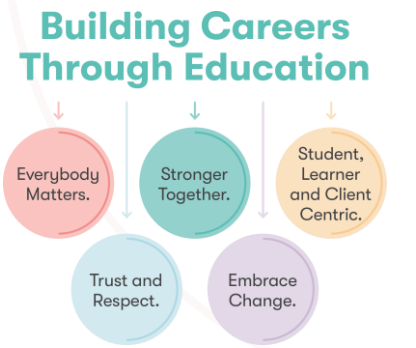 Building Careers
Through Education
Everybody
Matters.
Stronger
Together.
Student,
Learner
and Client
Centric.
Trust and
Respect.
Embrace
Change.